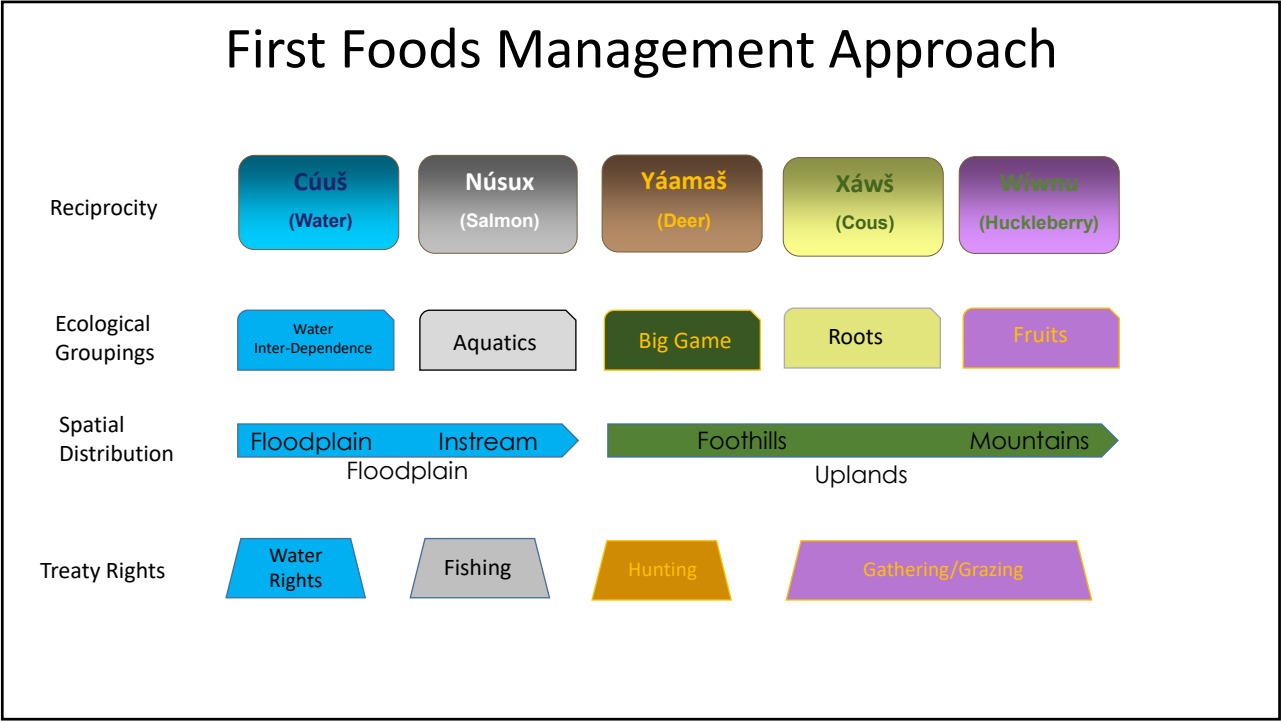 First Foods Management Approach
Reciprocity
Cúuš
(Water)
Núsux
(Salmon)
Yáamaš
(Deer)
Xáwš
(Cous)
Wíwnu
(Huckleberry)
Ecological
Groupings
Water
Inter-Dependence
Aquatics
Big Game
Roots
Fruits
Spatial
Distribution
Floodplain
Instream
Floodplain
Foothills
Mountains
Uplands
Treaty Rights
Water
Rights
Fishing
Hunting
Gathering/Grazing